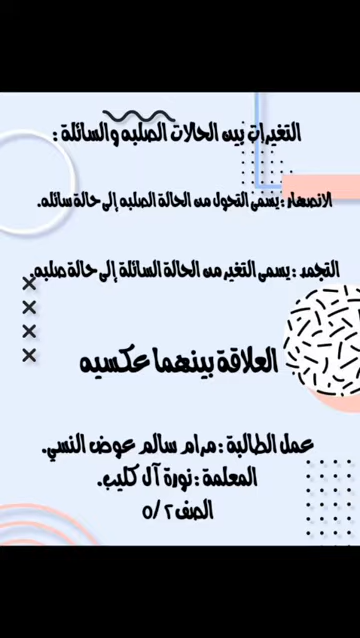 التغيرات بين الحالات الصلبه والسائلة :
الانصهار : يسمى التحول من الحالة الصلبه إلى حالة سائله.
التجمد : يسمى التغير من الحالة السائلة إلى حالة صلبه.
العلاقة بينهما عكسيه
عمل الطالبة : مرام سالم عوض النسي.
المعلمة : نورة آل كليب.
الصف ٢ /٥